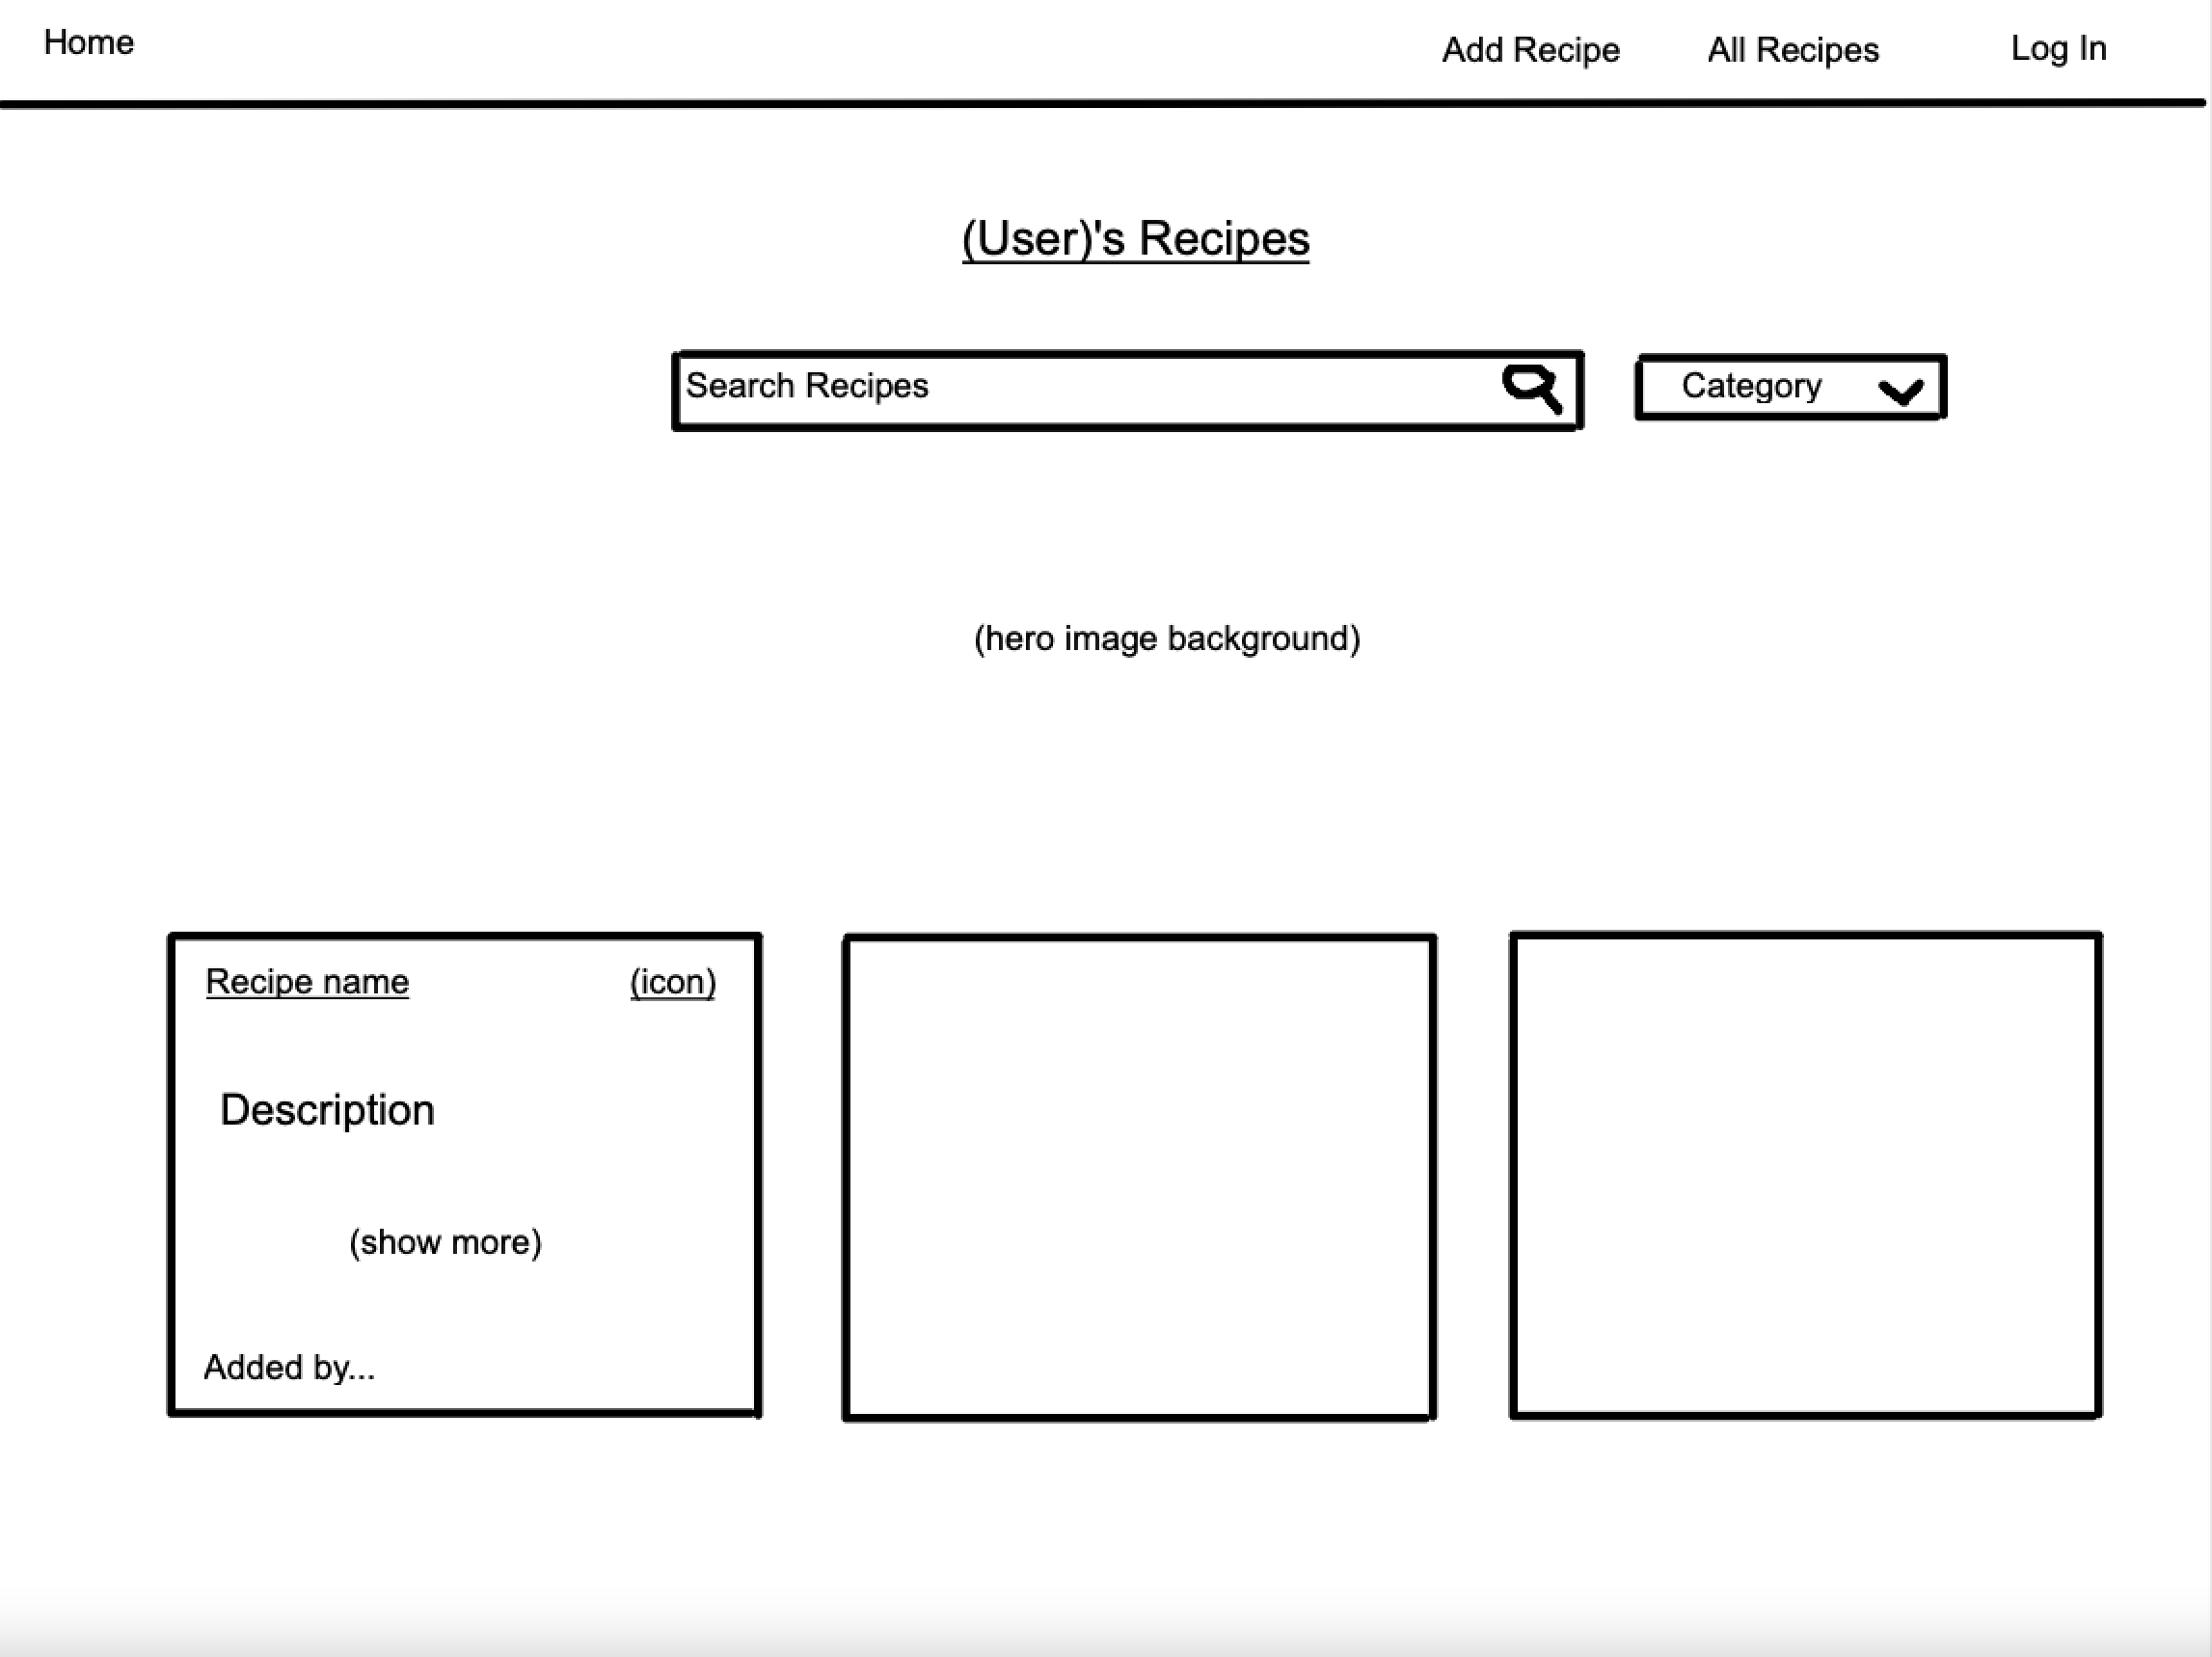 Home Add Recipe All Recipes Log In
(User)'s Recipes
Search Recipes Category
(hero image background)
Recipe name (icon)
Description
(show more)
Added by...